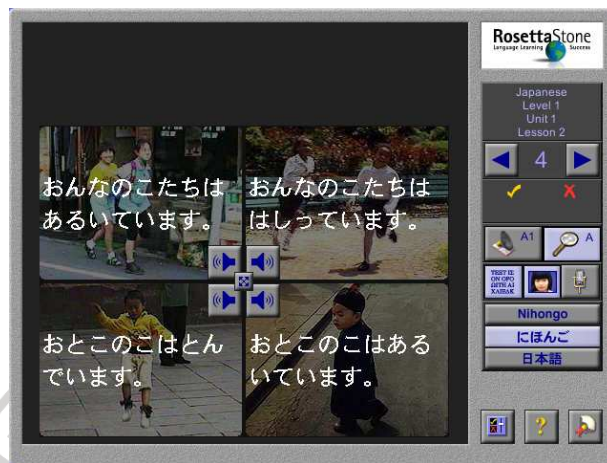 RosettaStone
Language Learning Success
Japanese
Level 1
Unit 1
Lesson 2
4
A1
A
Nihongo
にほんご
日本語
おんなのこたちは
あるいています。
おんなのこたちは
はしっています。
おとこのこはとん
でいます。
おとこのこはある
いています。